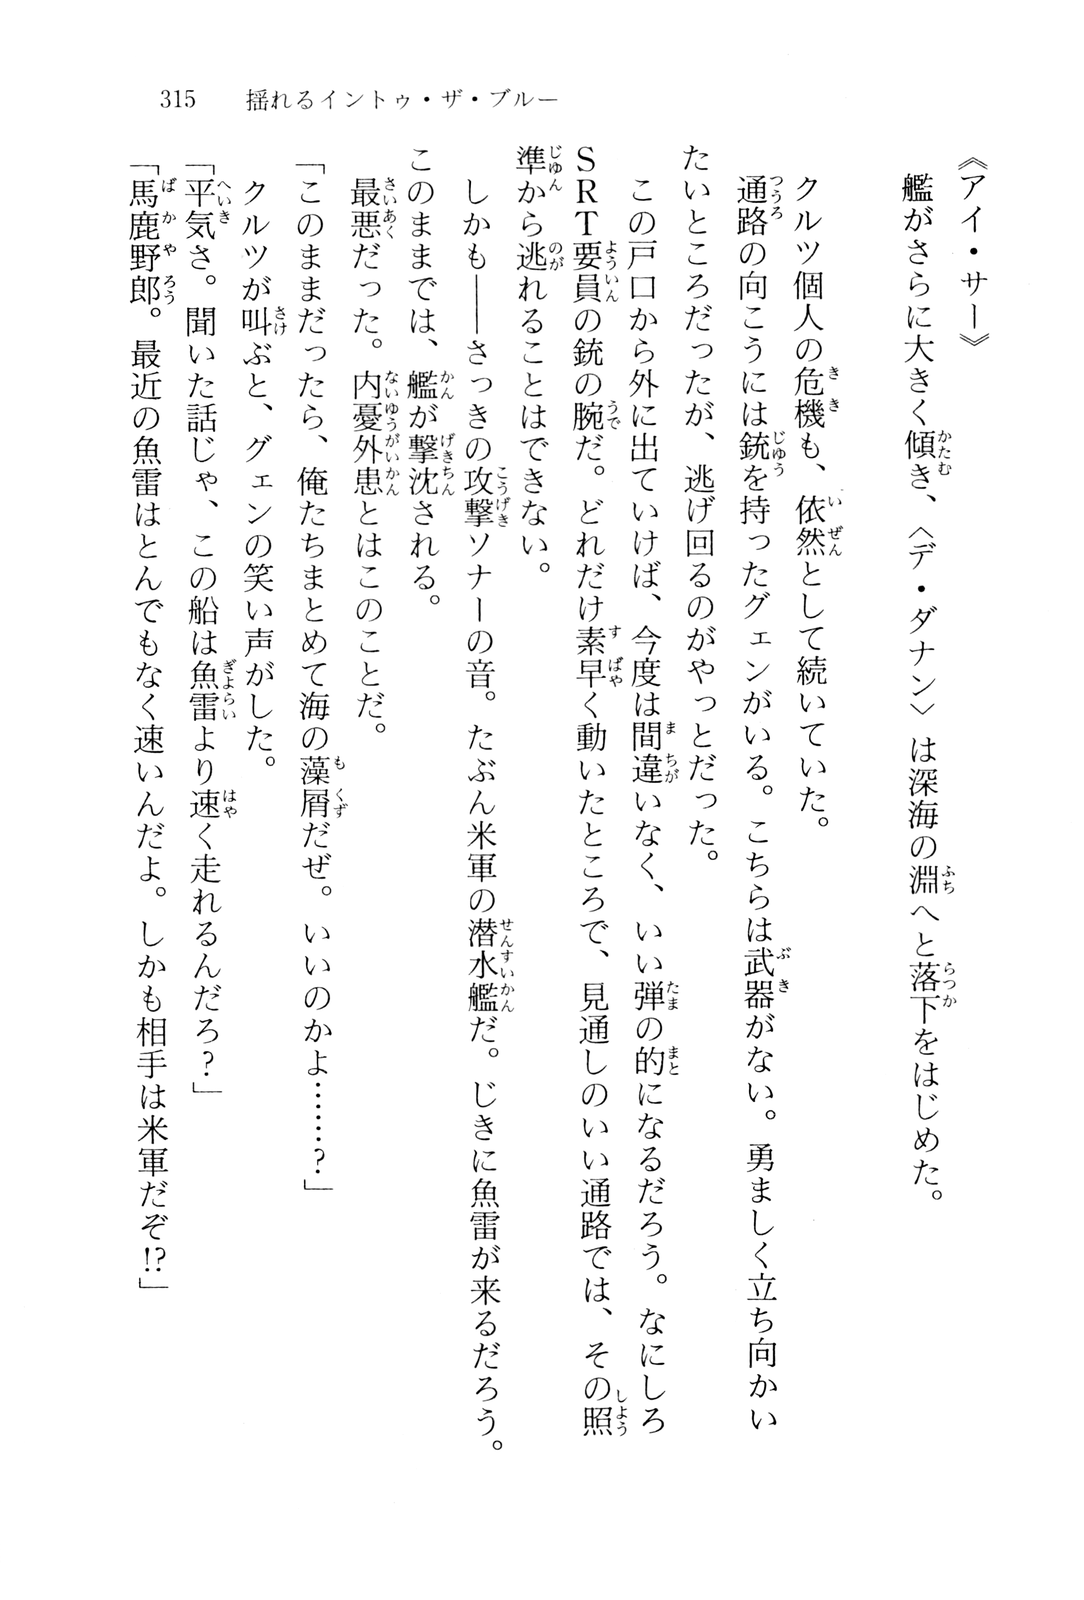 315　揺れるイントゥ・ザ・ブルー
《アイ・サー》
艦がさらに大きく傾き、〈デ・ダナン〉は深海の淵へと落下をはじめた。
クルツ個人の危機も、依然として続いていた。
通路の向こうには銃を持ったグェンがいる。こちらは武器がない。勇ましく立ち向かい
たいところだったが、逃げ回るのがやっとだった。
この戸口から外に出ていけば、今度は間違いなく、いい弾の的になるだろう。なにしろ
ＳＲＴ要員の銃の腕だ。どれだけ素早く動いたところで、見通しのいい通路では、その照
準から逃れることはできない。
しかも――さっきの攻撃ソナーの音。たぶん米軍の潜水艦だ。じきに魚雷が来るだろう。
このままでは、艦が撃沈される。
最悪だった。内憂外患とはこのことだ。
「このままだったら、俺たちまとめて海の藻屑だぜ。いいのかよ……？」
クルツが叫ぶと、グェンの笑い声がした。
「平気さ。聞いた話じゃ、この船は魚雷より速く走れるんだろ？」
「馬鹿野郎。最近の魚雷はとんでもなく速いんだよ。しかも相手は米軍だぞ!?」